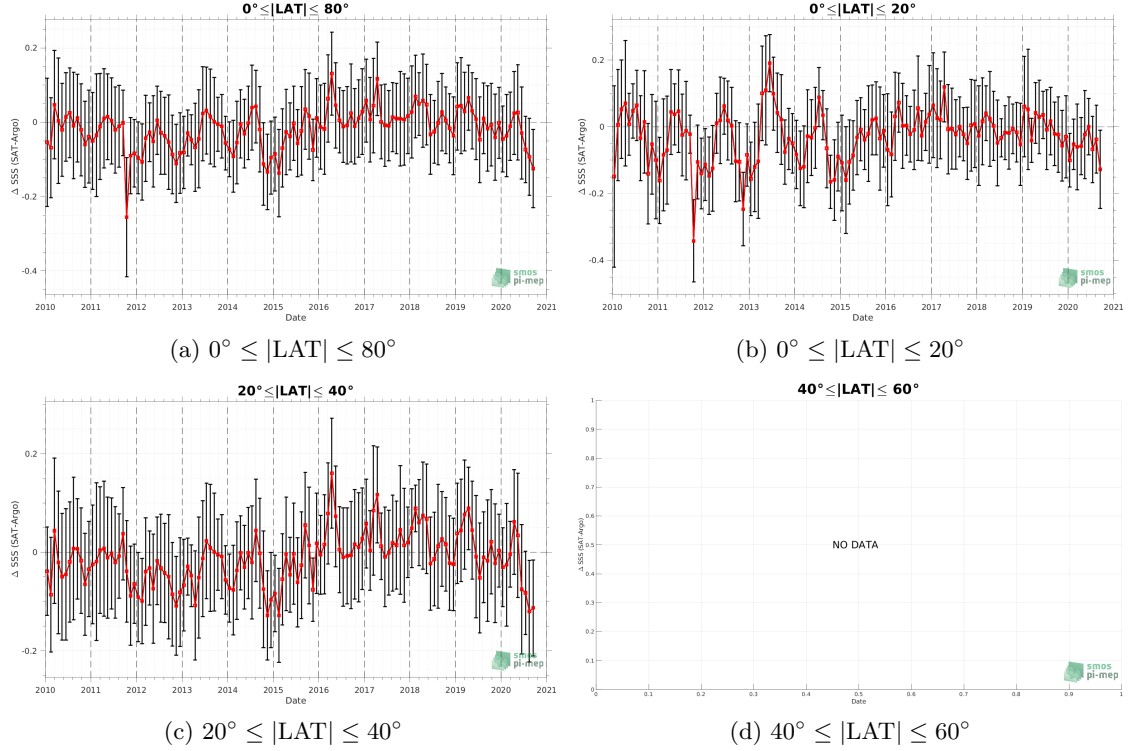 0°≤|LAT|≤ 80°
Δ SSS (SAT-Argo)
0.2
0
-0.2
-0.4
smos
pi-mep
2010 2011 2012 2013 2014 2015 2016 2017 2018 2019 2020 2021
Date
(a) 0° ≤ |LAT| ≤ 80°
0°≤|LAT|≤ 20°
Δ SSS (SAT-Argo)
0.2
0
-0.2
-0.4
smos
pi-mep
2010 2011 2012 2013 2014 2015 2016 2017 2018 2019 2020 2021
Date
(b) 0° ≤ |LAT| ≤ 20°
20°≤|LAT|≤ 40°
Δ SSS (SAT-Argo)
0.2
0
-0.2
smos
pi-mep
2010 2011 2012 2013 2014 2015 2016 2017 2018 2019 2020 2021
Date
(c) 20° ≤ |LAT| ≤ 40°
40°≤|LAT|≤ 60°
Δ SSS (SAT-Argo)
1
0.9
0.8
0.7
0.6
0.5
0.4
0.3
0.2
0.1
0
NO DATA
smos
pi-mep
0 0.1 0.2 0.3 0.4 0.5 0.6 0.7 0.8 0.9 1
Date
(d) 40° ≤ |LAT| ≤ 60°